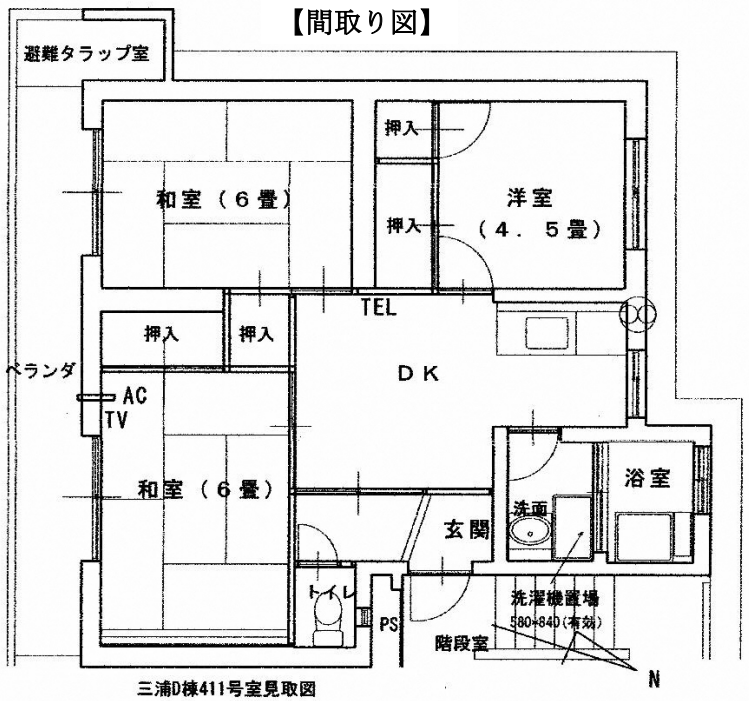 【間取り図】
避難タラップ室
押入
和室（６畳）
洋室
（４．５畳）
押入
TEL
押入
押入
ＤＫ
ベランダ
AC
TV
和室（６畳）
浴室
洗面
玄関
トイレ
洗濯機置場
580*840(有効)
PS
階段室
N
三浦D棟411号室見取図